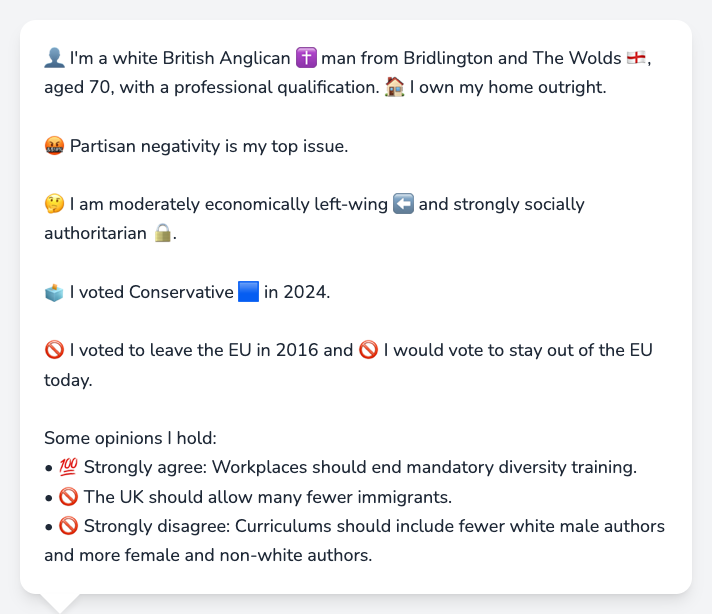 👤 I'm a white British Anglican ✝️ man from Bridlington and The Wolds 🏴󠁧󠁢󠁥󠁮󠁧󠁿,
aged 70, with a professional qualification. 🏠 I own my home outright.
🤬 Partisan negativity is my top issue.
🤔 I am moderately economically left-wing ⬅️ and strongly socially
authoritarian 🔒.
🗳️ I voted Conservative 🟦 in 2024.
🚫 I voted to leave the EU in 2016 and 🚫 I would vote to stay out of the EU
today.
Some opinions I hold:
• 💯 Strongly agree: Workplaces should end mandatory diversity training.
• 🚫 The UK should allow many fewer immigrants.
• 🚫 Strongly disagree: Curriculums should include fewer white male authors
and more female and non-white authors.